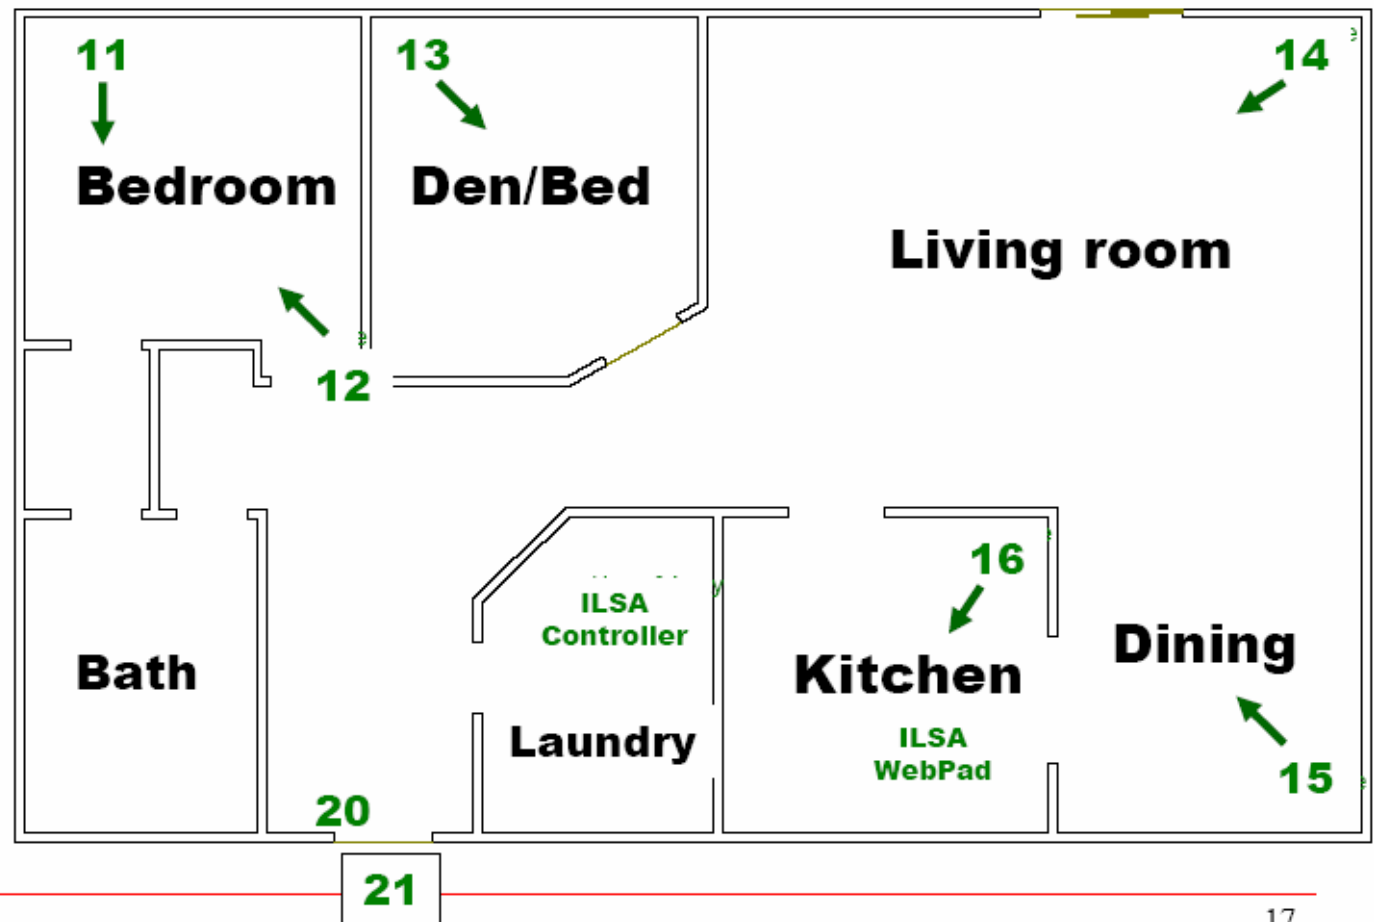 11
13
14
Bedroom
Den/Bed
Living room
12
16
ILSA
Controller
Dining
Bath
Kitchen
Laundry
ILSA
WebPad
15
20
21
17